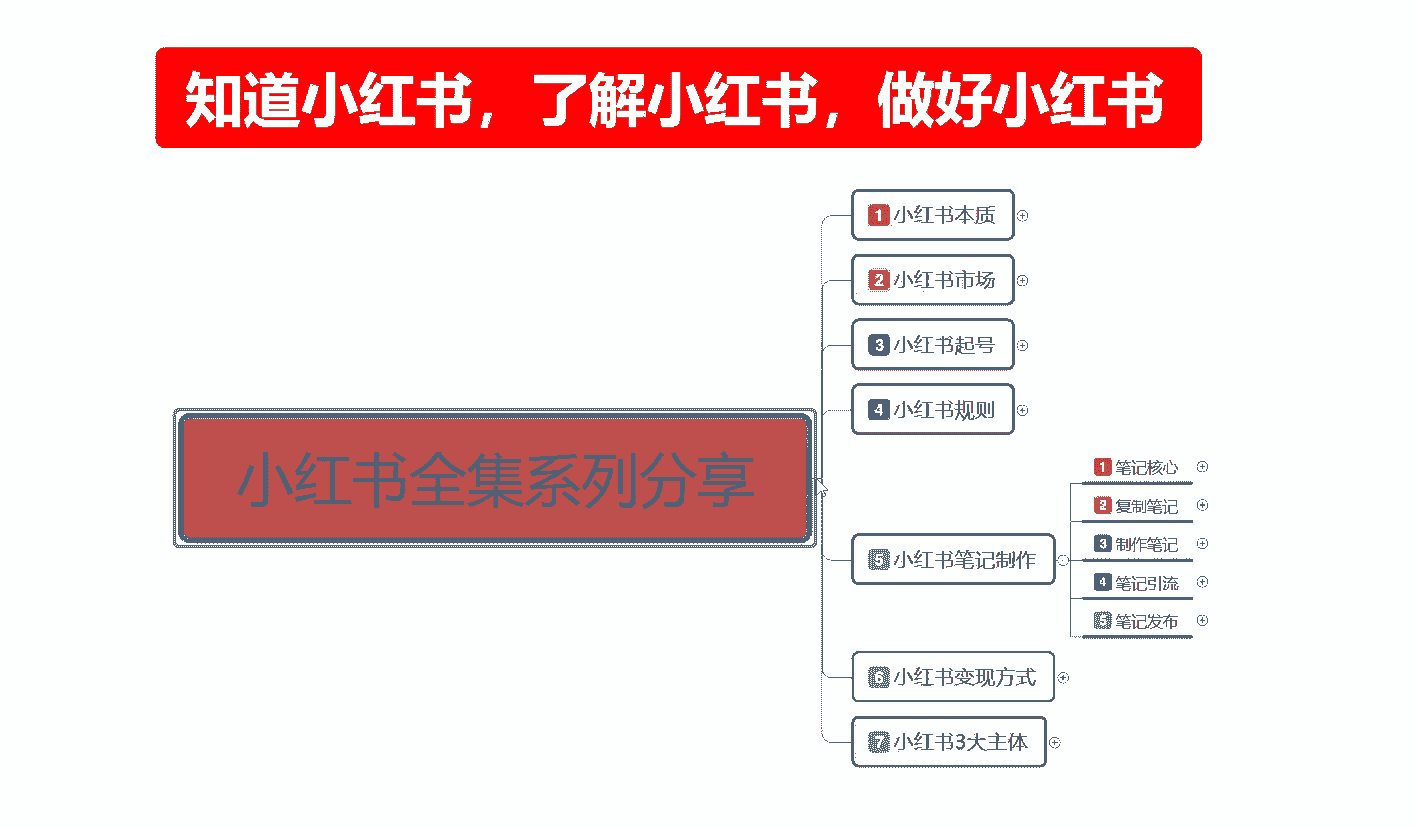 知道小红书，了解小红书，做好小红书
1 小红书本质
2 小红书市场
3 小红书起号
4 小红书规则
小红书全集系列分享
5 小红书笔记制作
1 笔记核心
2 复制笔记
3 制作笔记
4 笔记引流
5 笔记发布
6 小红书变现方式
7 小红书3大主体